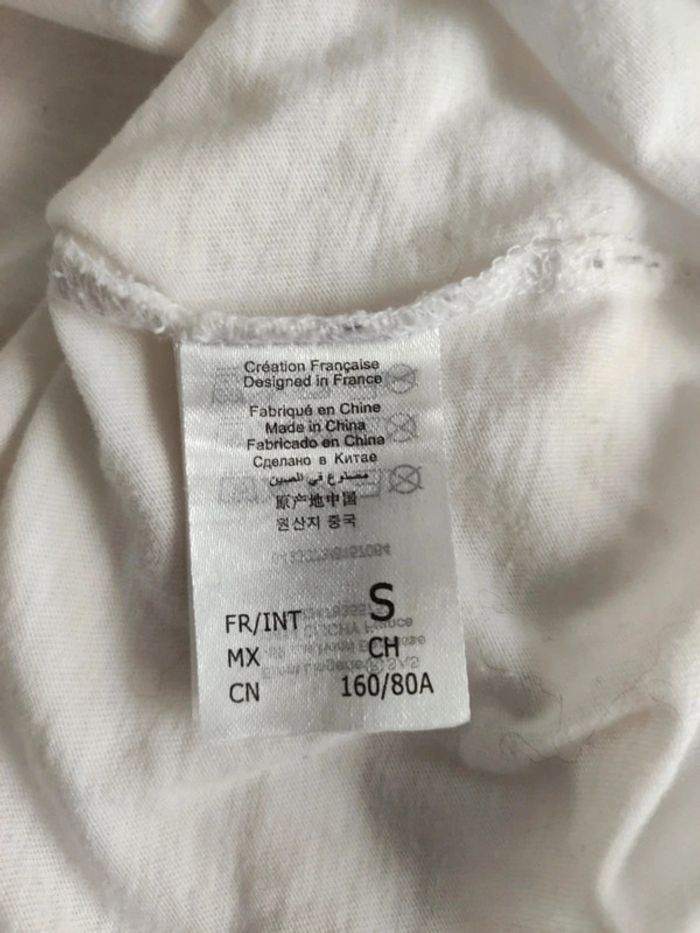 Création Française
Designed in France
Fabriqué en Chine
Made in China
Fabricado en China
Сделано в Китае
مصنوع في الصين
原产地中国
원산지 중국
FR/INT S
MX CH
CN 160/80A